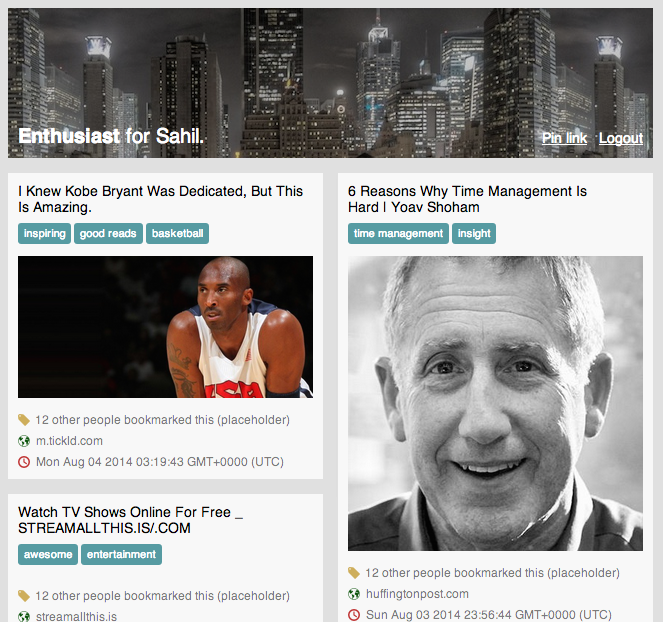 Enthusiast for Sahil.
Pin link Logout
I Knew Kobe Bryant Was Dedicated, But This
Is Amazing.
inspiring good reads basketball
USA
12 other people bookmarked this (placeholder)
m.tickld.com
Mon Aug 04 2014 03:19:43 GMT+0000 (UTC)
Watch TV Shows Online For Free _
STREAMALLTHIS.IS/.COM
awesome entertainment
12 other people bookmarked this (placeholder)
streamallthis.is
6 Reasons Why Time Management Is
Hard | Yoav Shoham
time management insight
12 other people bookmarked this (placeholder)
huffingtonpost.com
Sun Aug 03 2014 23:56:44 GMT+0000 (UTC)